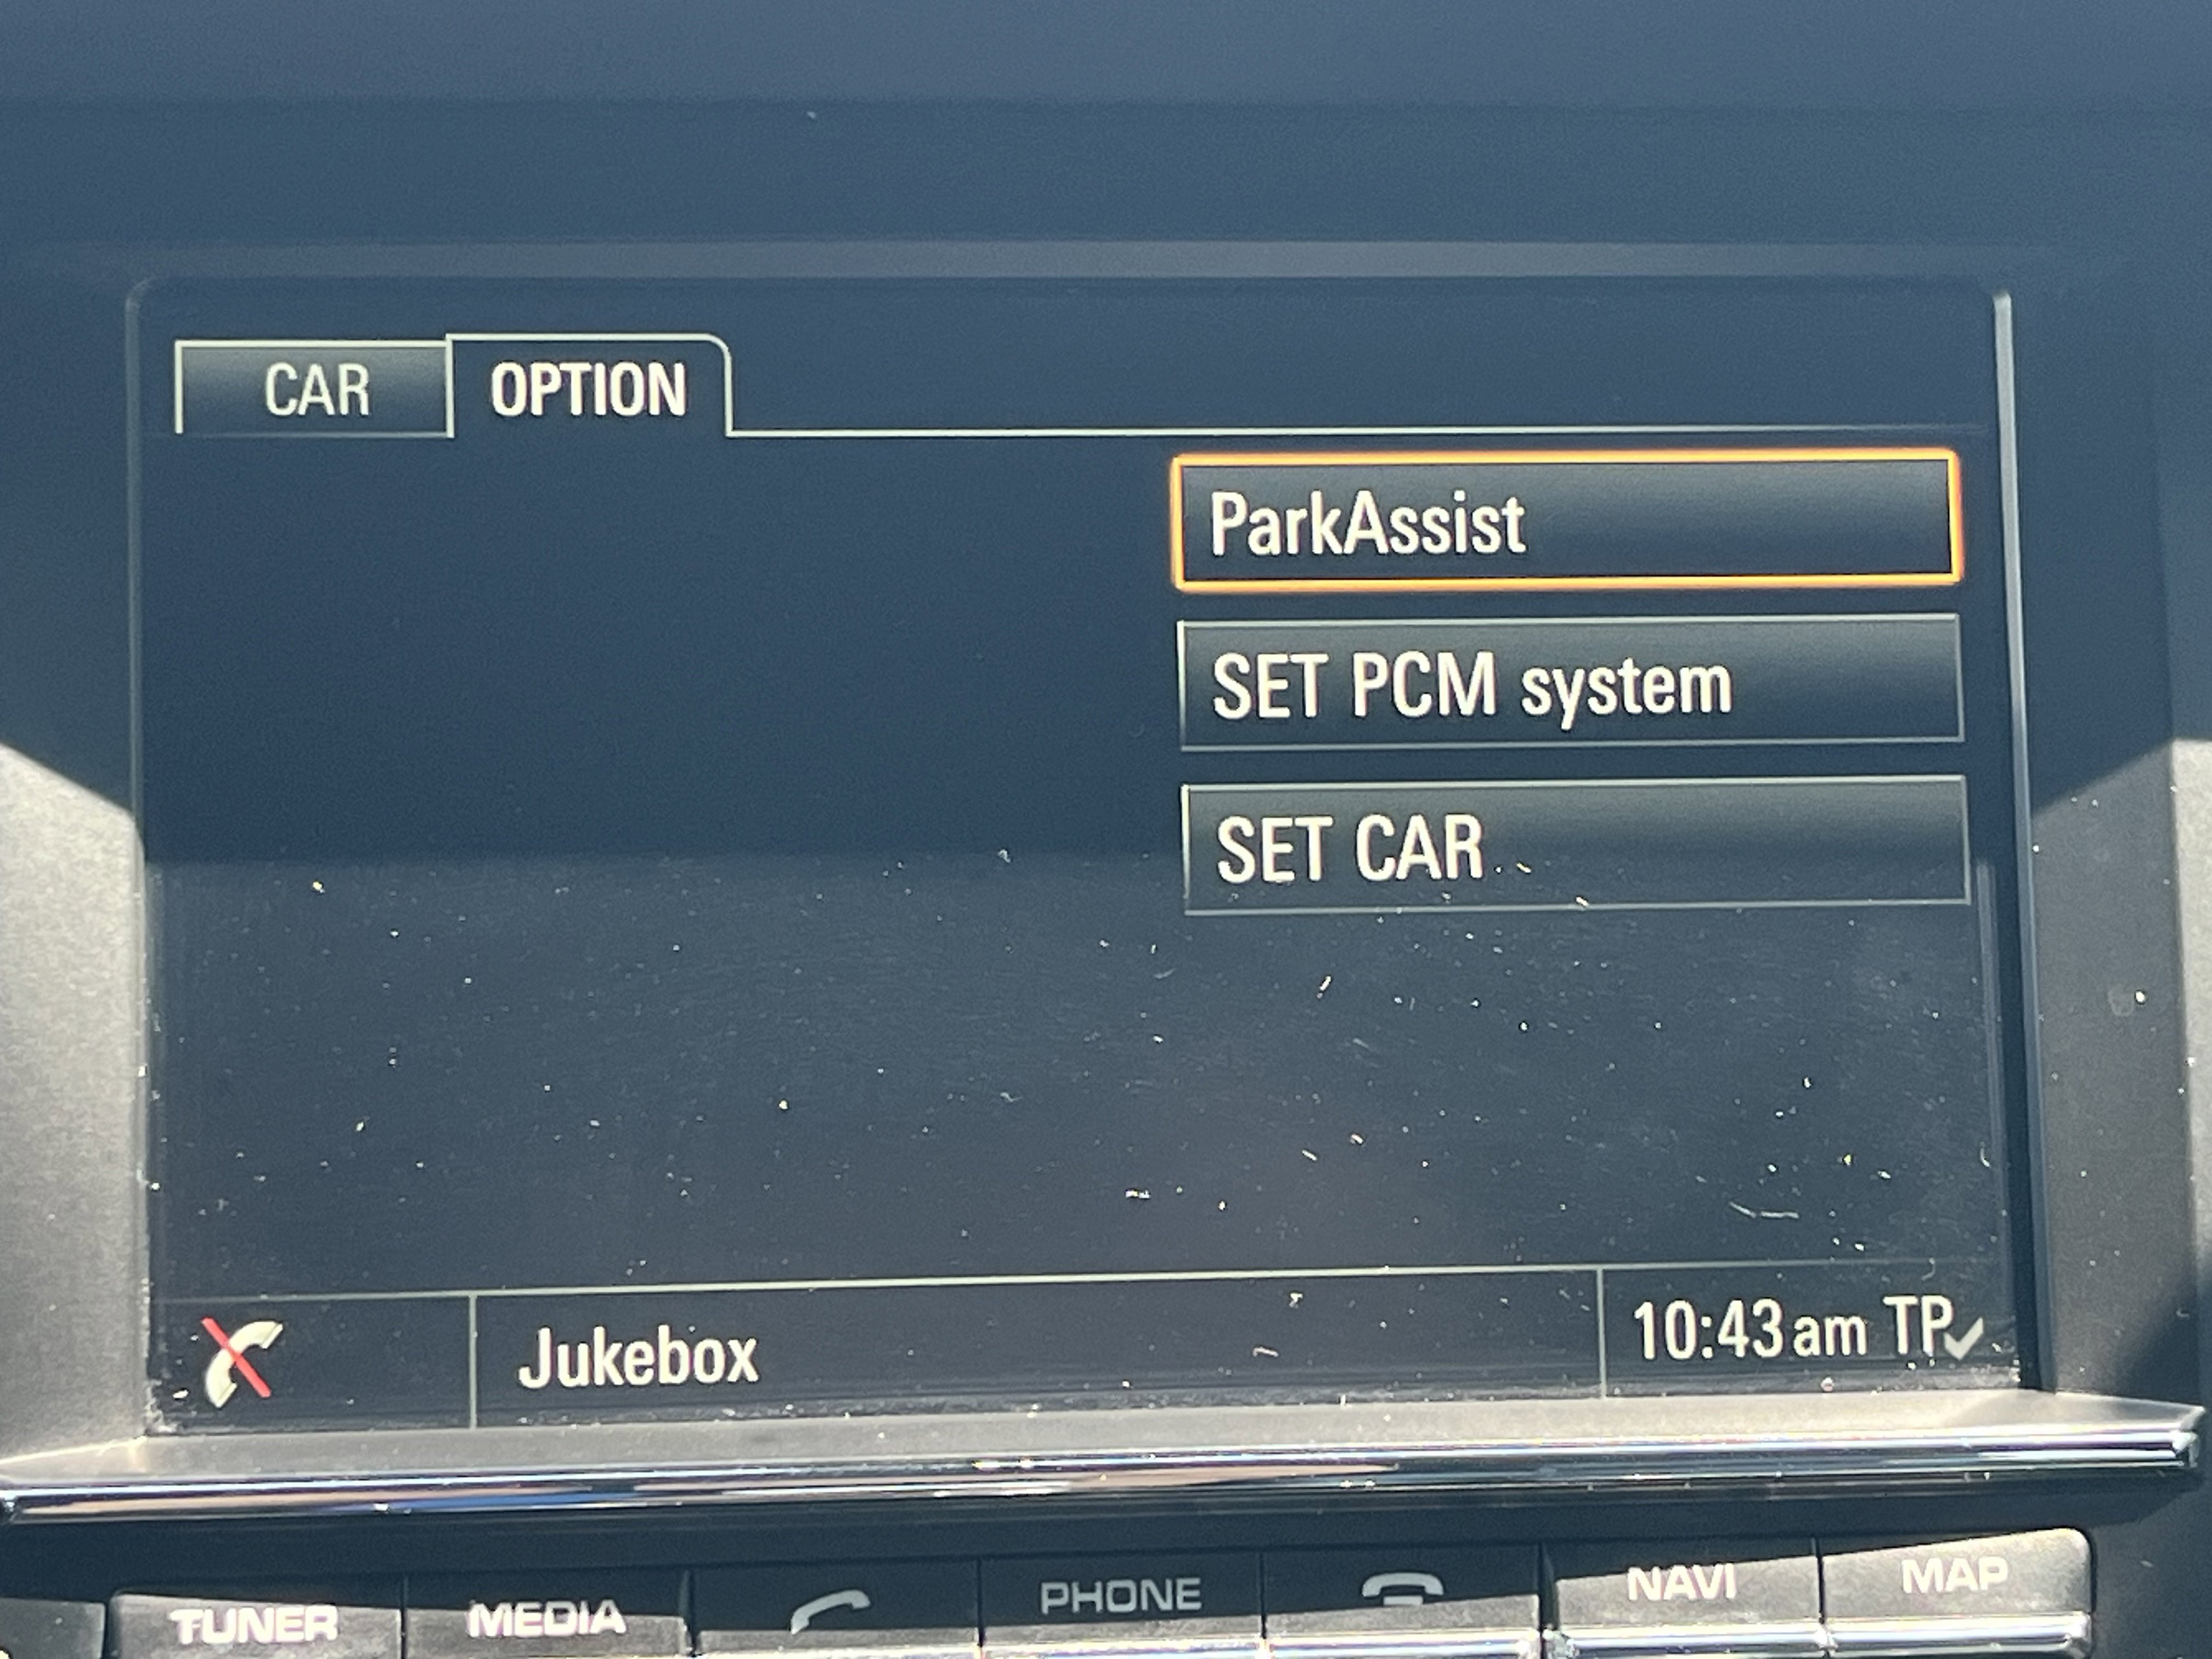 CAR OPTION
ParkAssist
SET PCM system
SET CAR
Jukebox 10:43 am TP
TUNER MEDIA PHONE NAVI MAP